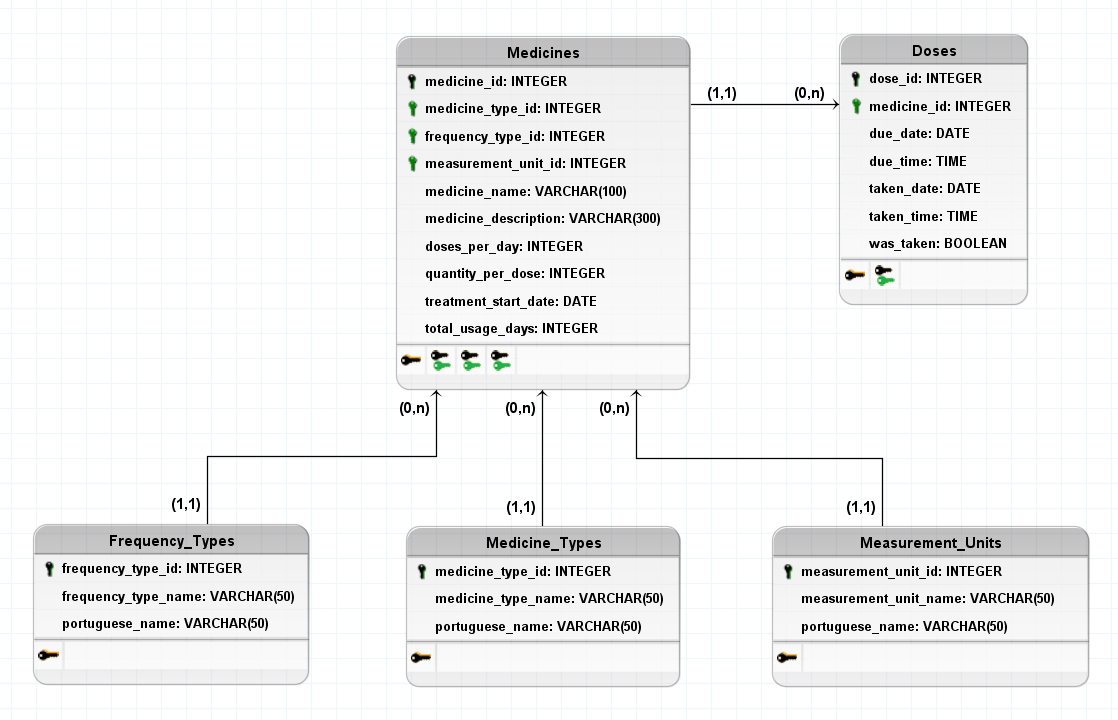 Medicines
medicine_id: INTEGER
medicine_type_id: INTEGER
frequency_type_id: INTEGER
measurement_unit_id: INTEGER
medicine_name: VARCHAR(100)
medicine_description: VARCHAR(300)
doses_per_day: INTEGER
quantity_per_dose: INTEGER
treatment_start_date: DATE
total_usage_days: INTEGER
(1,1)
(0,n)
Doses
dose_id: INTEGER
medicine_id: INTEGER
due_date: DATE
due_time: TIME
taken_date: DATE
taken_time: TIME
was_taken: BOOLEAN
(0,n)
(0,n)
(0,n)
(1,1)
(1,1)
(1,1)
Frequency_Types
frequency_type_id: INTEGER
frequency_type_name: VARCHAR(50)
portuguese_name: VARCHAR(50)
Medicine_Types
medicine_type_id: INTEGER
medicine_type_name: VARCHAR(50)
portuguese_name: VARCHAR(50)
Measurement_Units
measurement_unit_id: INTEGER
measurement_unit_name: VARCHAR(50)
portuguese_name: VARCHAR(50)